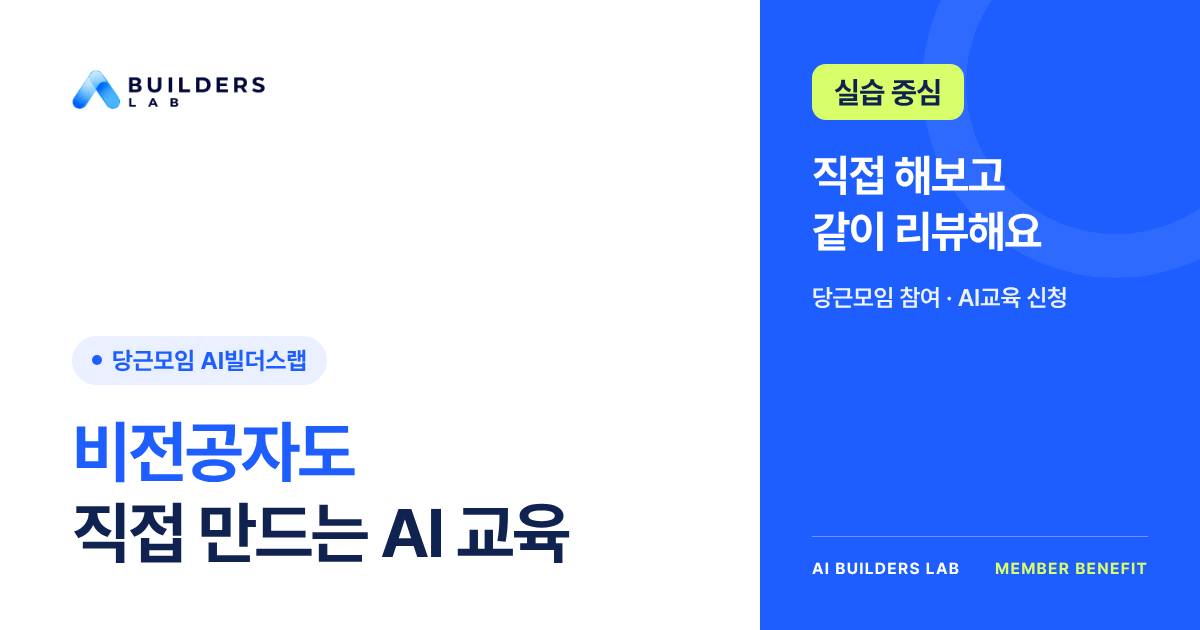 BUILDERS
LAB
당근모임 AI빌더스랩
비전공자도
직접 만드는 AI 교육
실습 중심
직접 해보고
같이 리뷰해요
당근모임 참여 · AI교육 신청
AI BUILDERS LAB
MEMBER BENEFIT